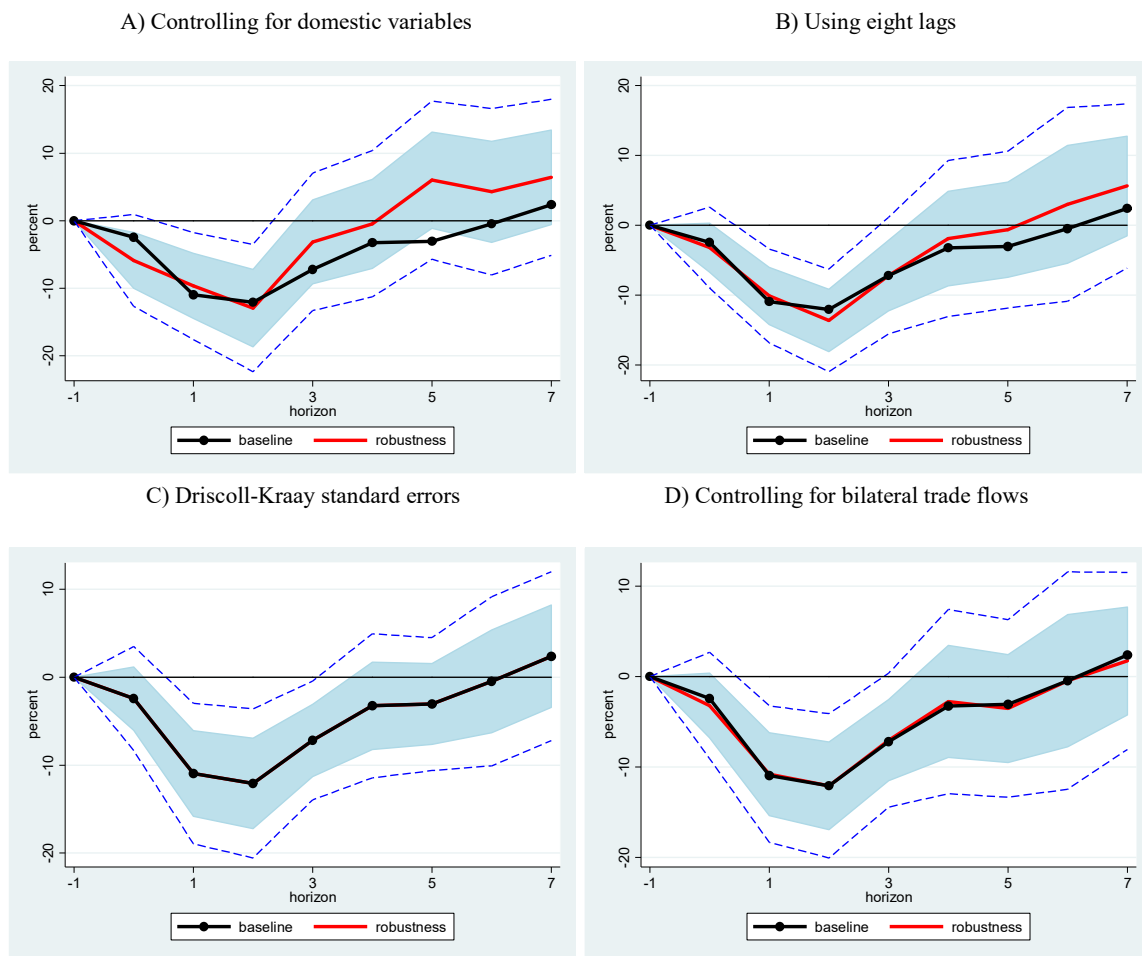 A) Controlling for domestic variables
B) Using eight lags
20
10
0
-10
-20
percent
-1
1
3
5
7
horizon
baseline
robustness
20
10
0
-10
-20
percent
-1
1
3
5
7
horizon
baseline
robustness
C) Driscoll-Kraay standard errors
D) Controlling for bilateral trade flows
10
0
-10
-20
percent
-1
1
3
5
7
horizon
baseline
robustness
10
0
-10
-20
percent
-1
1
3
5
7
horizon
baseline
robustness